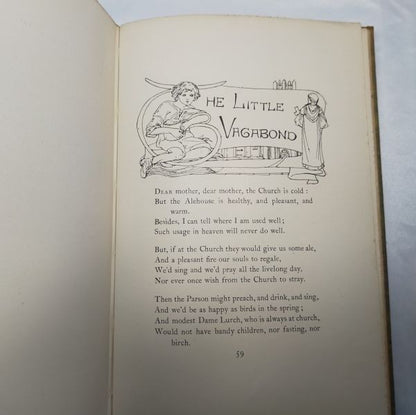 THE LITTLE
VAGABOND
DEAR mother, dear mother, the Church is cold :
But the Alehouse is healthy, and pleasant, and
warm.
Besides, I can tell where I am used well ;
Such usage in heaven will never do well.
But, if at the Church they would give us some ale,
And a pleasant fire our souls to regale,
We'd sing and we'd pray all the livelong day,
Nor ever once wish from the Church to stray.
Then the Parson might preach, and drink, and sing,
And we'd be as happy as birds in the spring ;
And modest Dame Lurch, who is always at church,
Would not have bandy children, nor fasting, nor
birch.
59